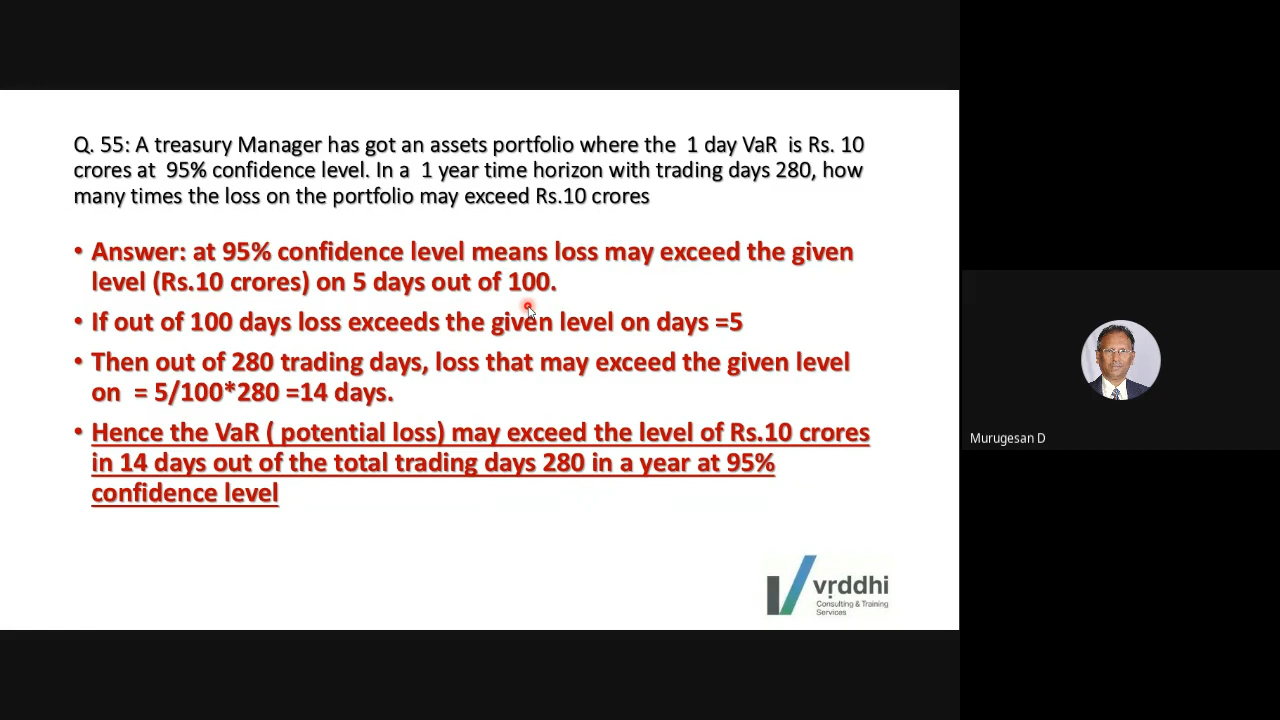 Q. 55: A treasury Manager has got an assets portfolio where the 1 day VaR is Rs. 10
crores at 95% confidence level. In a 1 year time horizon with trading days 280, how
many times the loss on the portfolio may exceed Rs.10 crores
• Answer: at 95% confidence level means loss may exceed the given
level (Rs.10 crores) on 5 days out of 100.
• If out of 100 days loss exceeds the given level on days =5
• Then out of 280 trading days, loss that may exceed the given level
on = 5/100*280 =14 days.
• Hence the VaR ( potential loss) may exceed the level of Rs.10 crores
in 14 days out of the total trading days 280 in a year at 95%
confidence level
vṛddhi
Consulting & Training
Services
Murugesan D